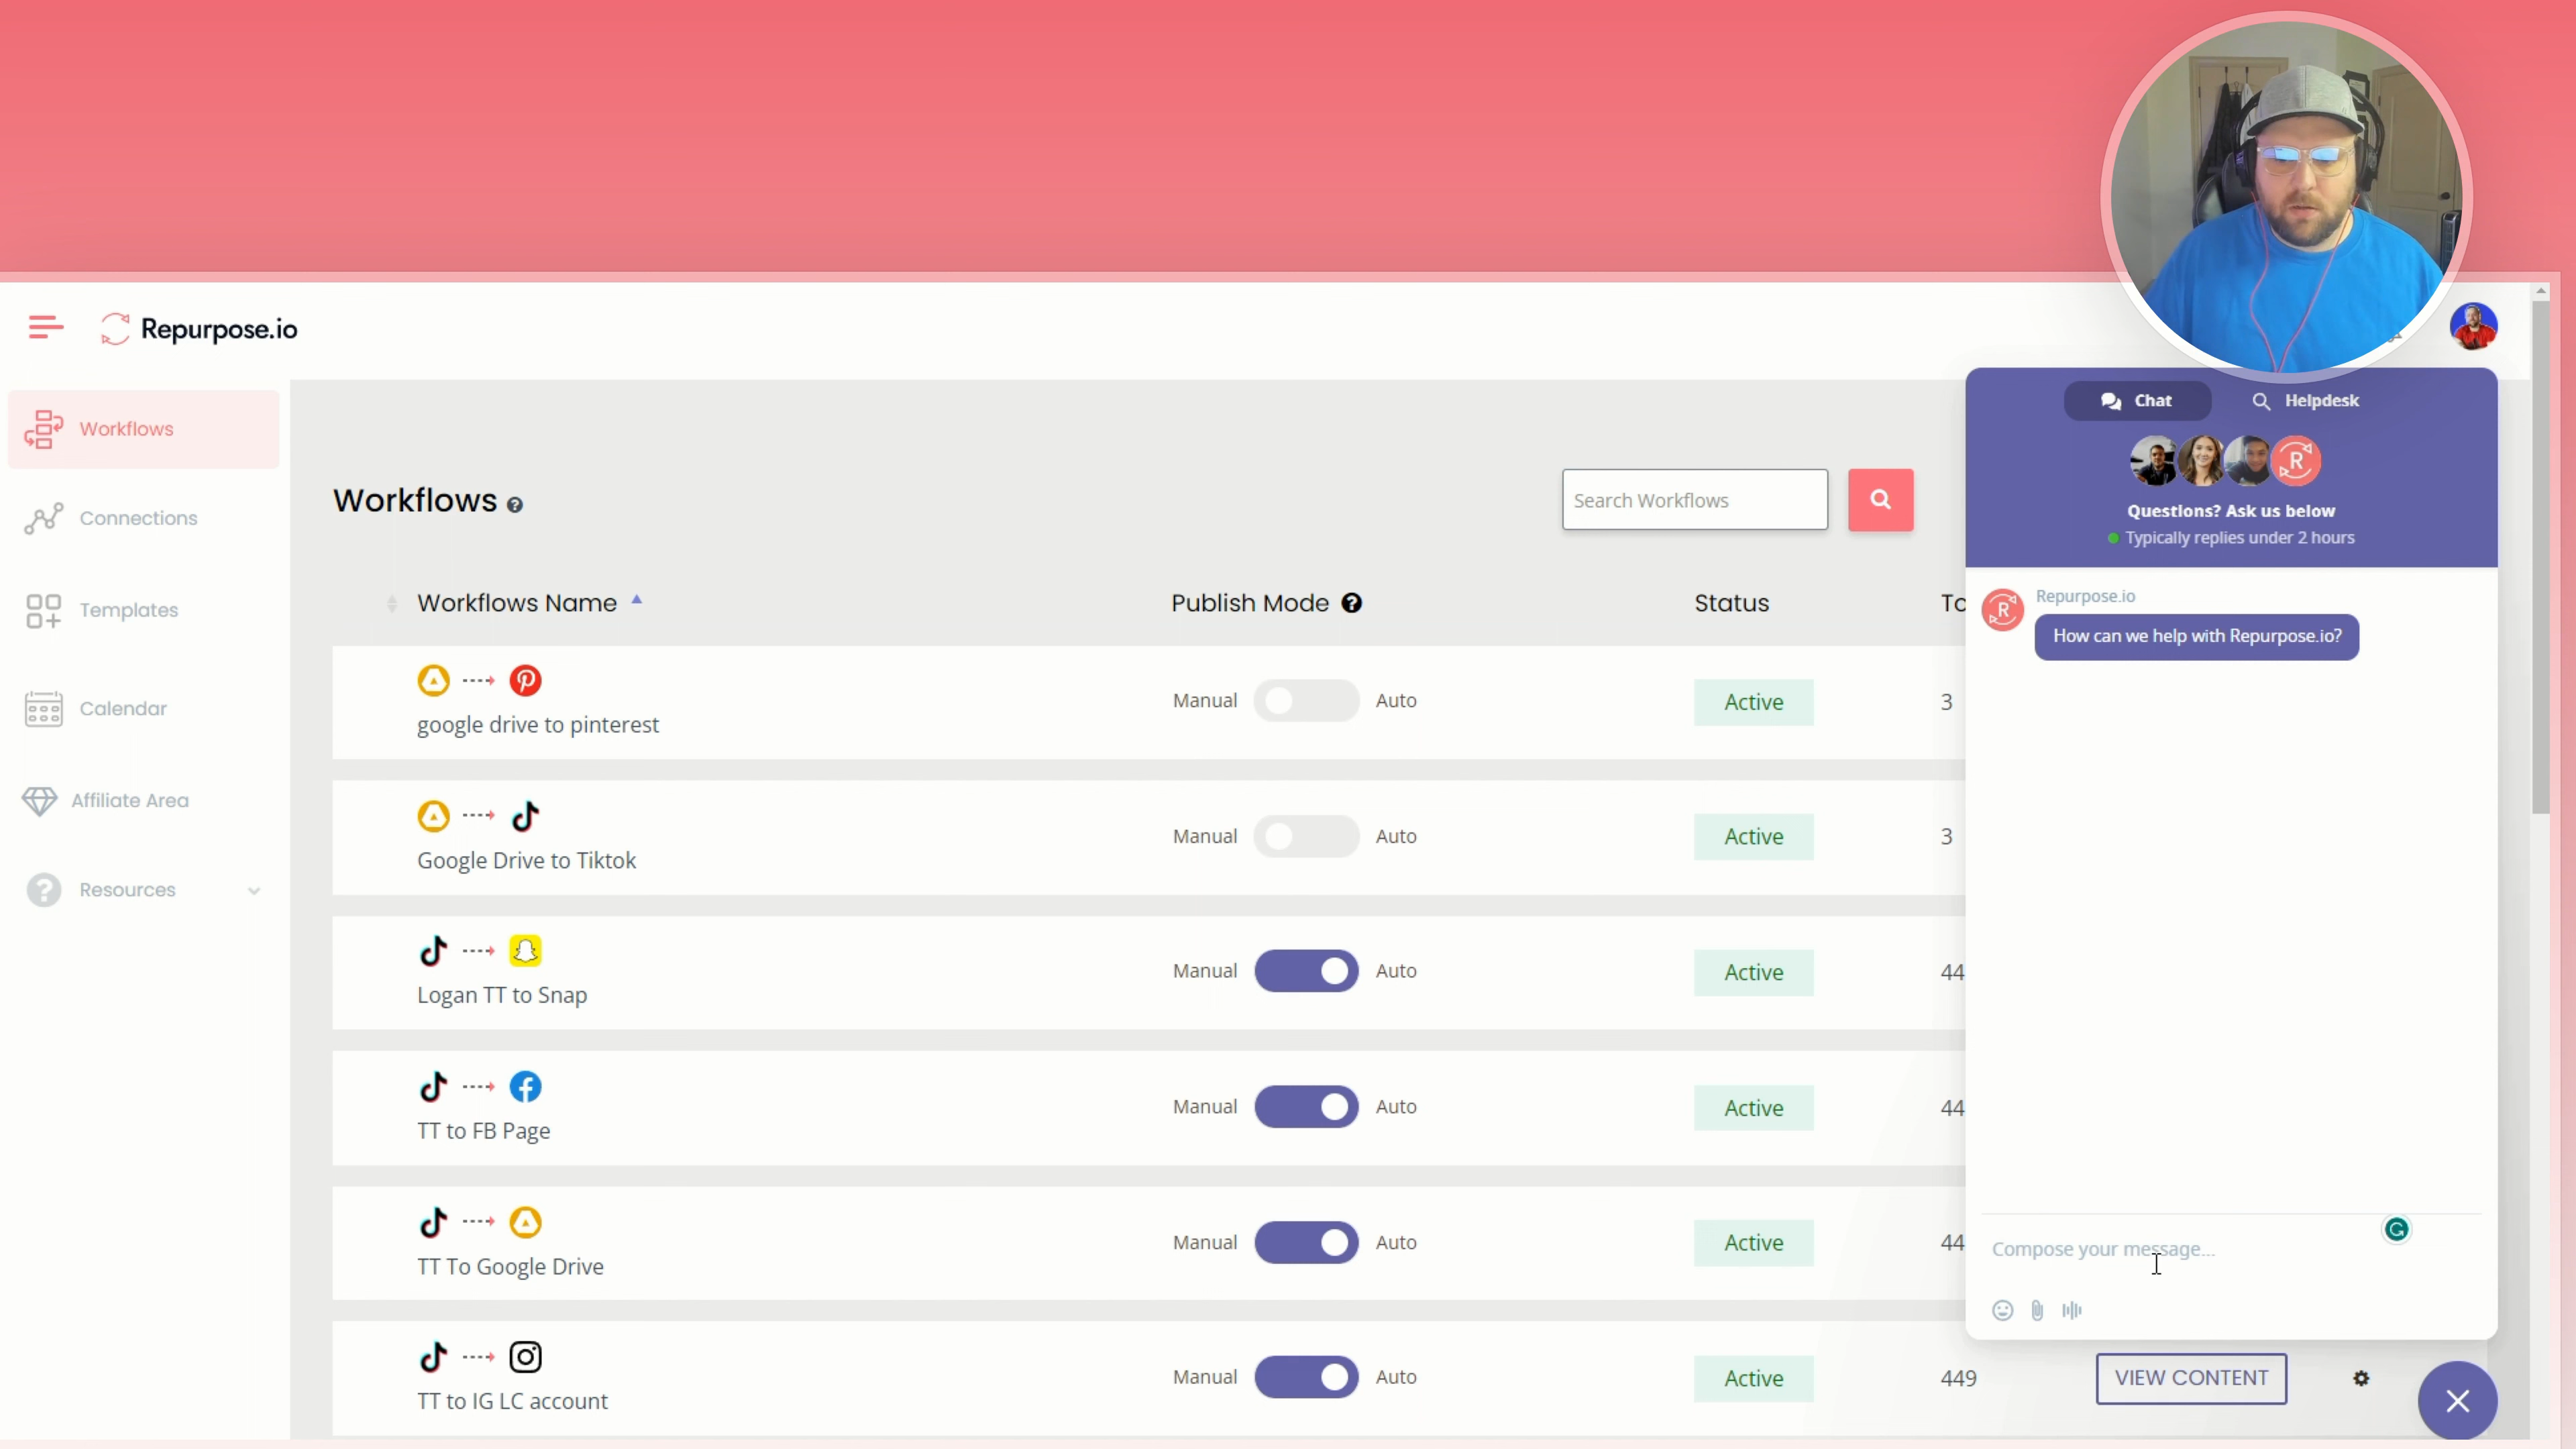 Repurpose.io
Chat
Helpdesk
Questions? Ask us below
Typically replies under 2 hours
Workflows
Connections
Templates
Calendar
Affiliate Area
Resources
Workflows
Search Workflows
Workflows Name
Publish Mode
Status
google drive to pinterest
Manual
Auto
Active
3
Google Drive to Tiktok
Manual
Auto
Active
3
Logan TT to Snap
Manual
Auto
Active
44
TT to FB Page
Manual
Auto
Active
44
TT To Google Drive
Manual
Auto
Active
44
TT to IG LC account
Manual
Auto
Active
449
VIEW CONTENT
R
R
Repurpose.io
How can we help with Repurpose.io?
Compose your message...